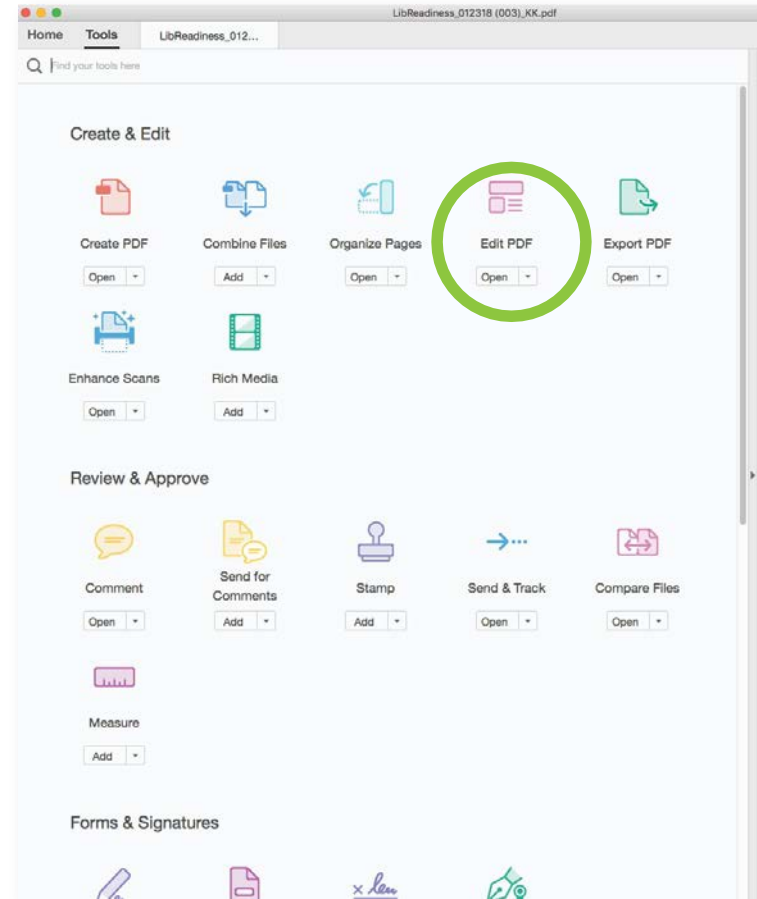 LibReadiness_012318 (003)_KK.pdf
Home Tools LibReadiness_012...
Find your tools here
Create & Edit
Create PDF Combine Files Organize Pages Edit PDF Export PDF
Open Add Open Open Open
Enhance Scans Rich Media
Open Add
Review & Approve
Comment Send for Comments Stamp Send & Track Compare Files
Open Add Add Open Open
Measure
Add
Forms & Signatures